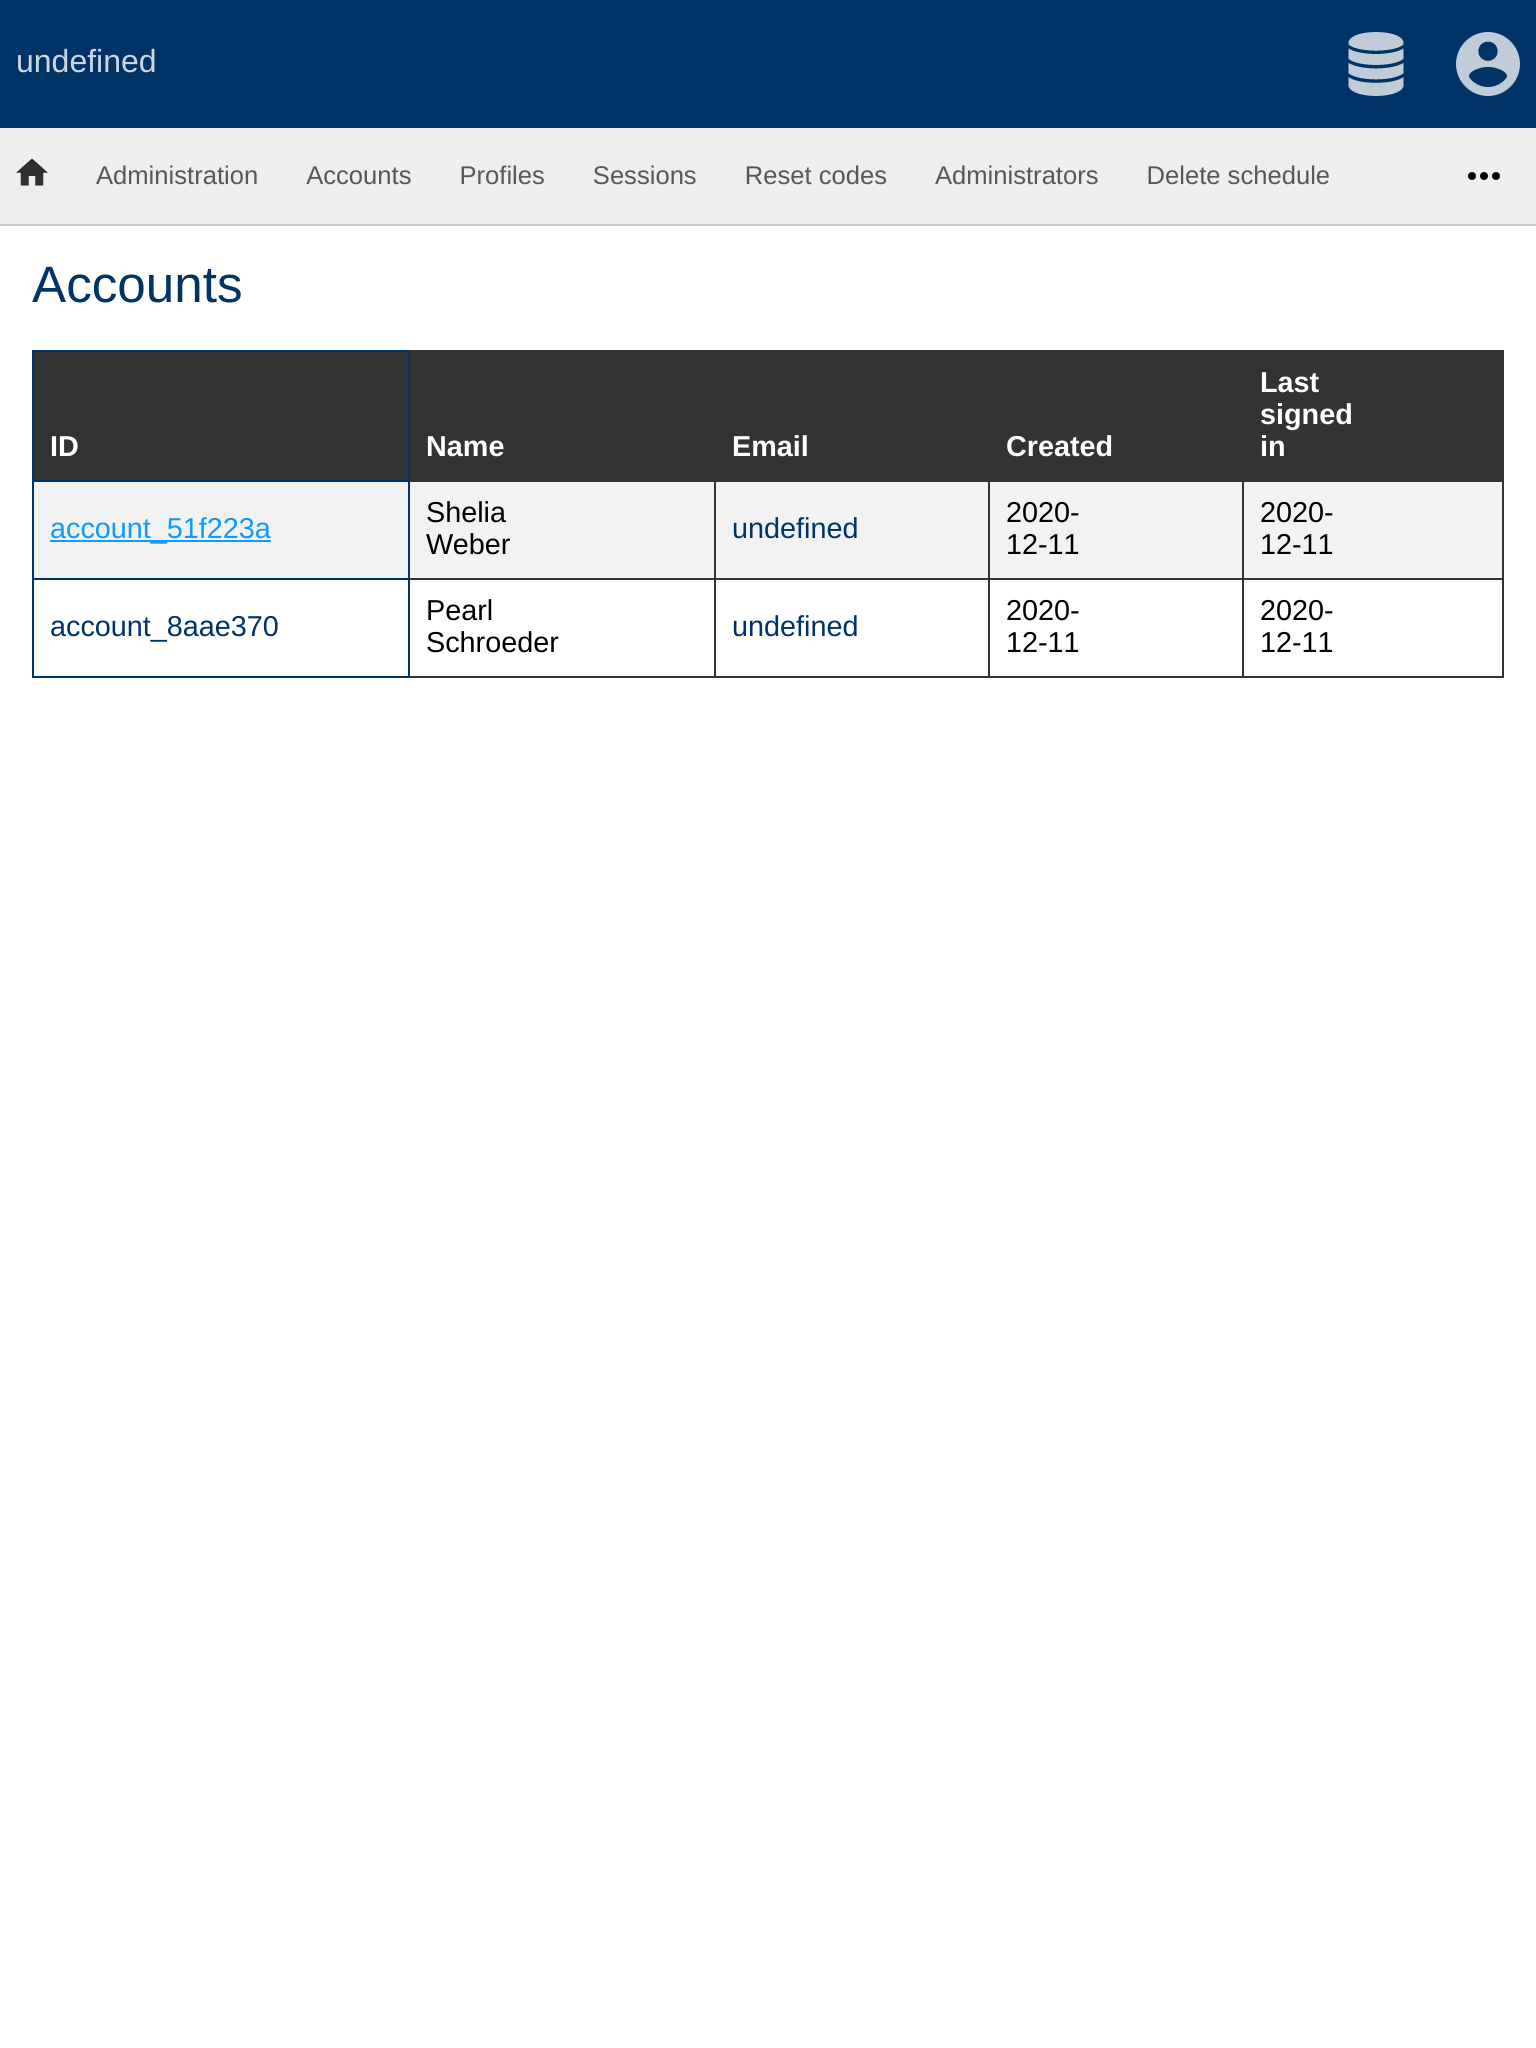 undefined
Administration Accounts Profiles Sessions Reset codes Administrators Delete schedule
Accounts
ID Name Email Created Last signed in
account_51f223a Shelia Weber undefined 2020-12-11 2020-12-11
account_8aae370 Pearl Schroeder undefined 2020-12-11 2020-12-11